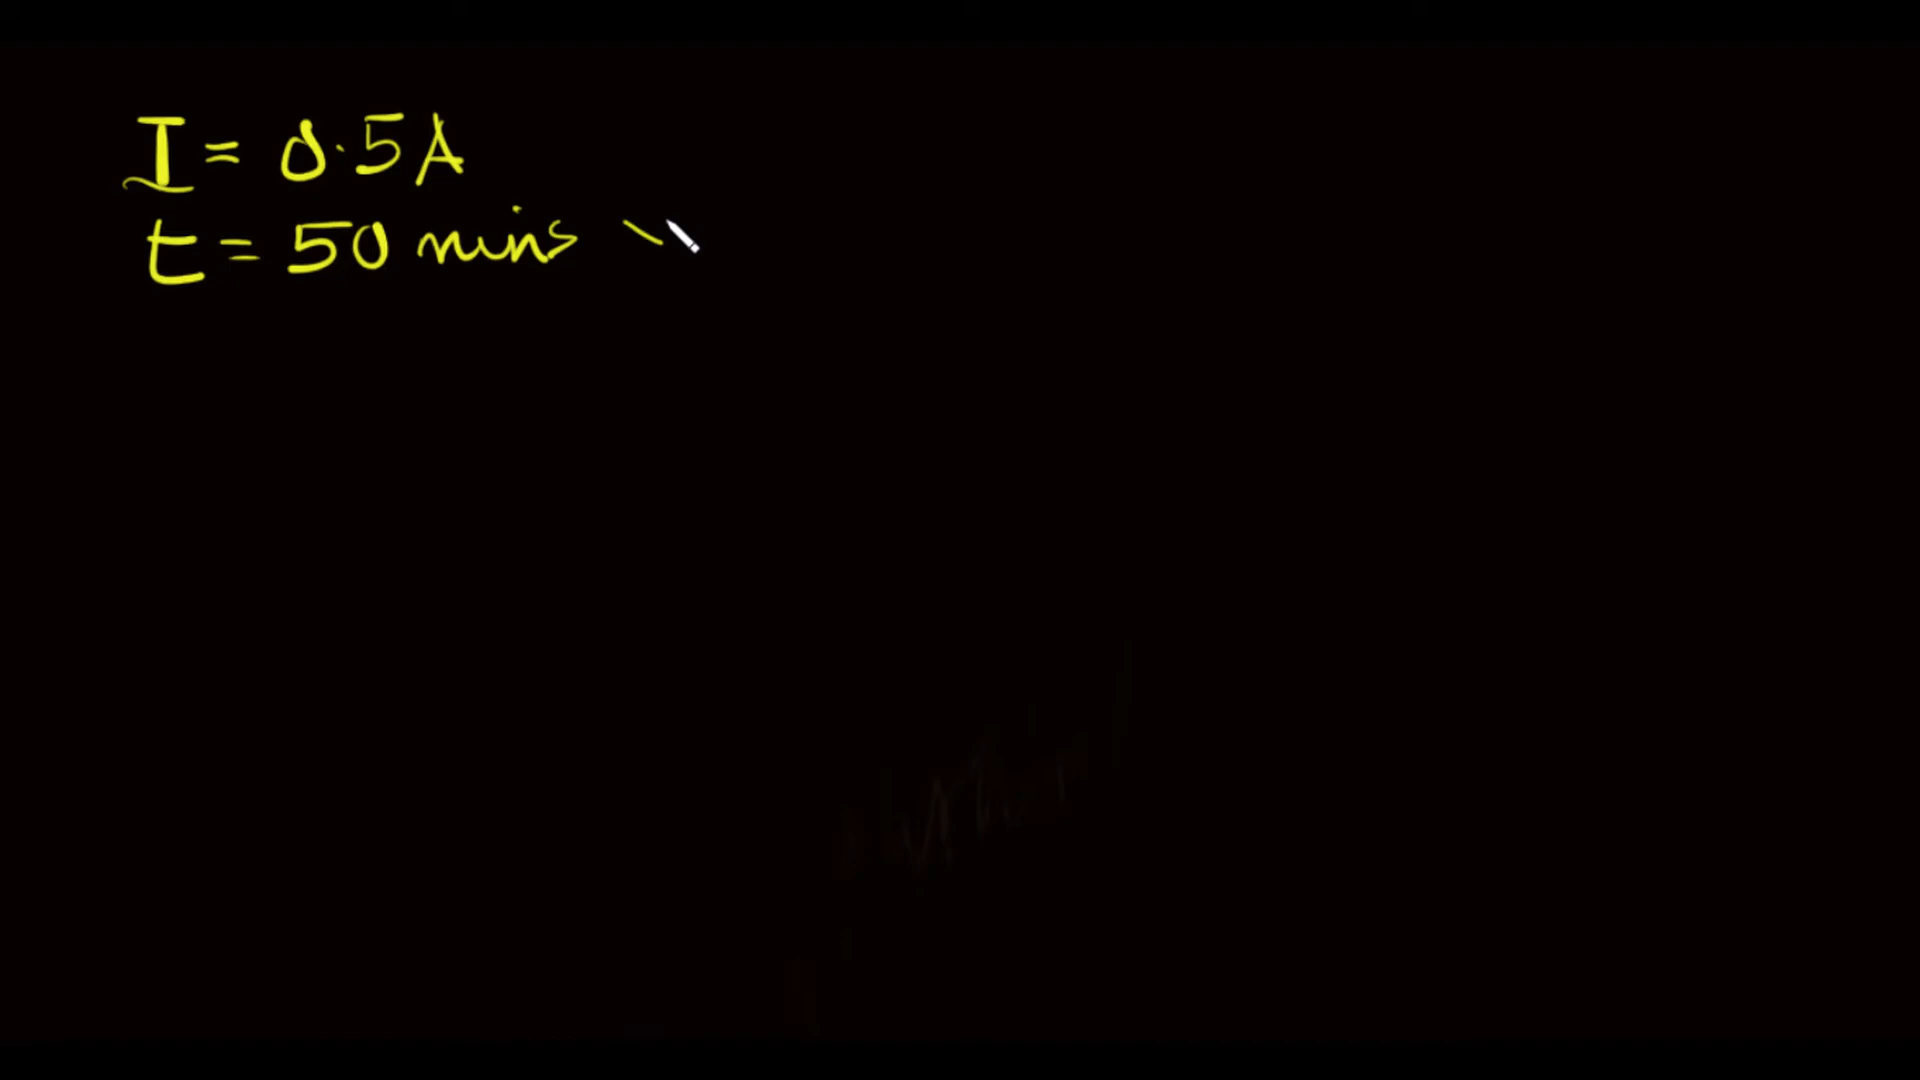 I = 0.5A
t = 50 mins